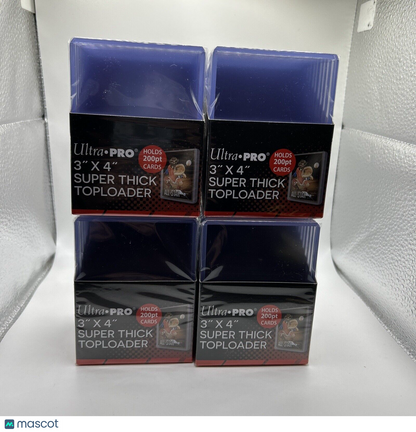 Ultra•PRO®
HOLDS
200pt
CARDS
3" X 4"
SUPER THICK
TOPLOADER
Ultra•PRO®
HOLDS
200pt
CARDS
3" X 4"
SUPER THICK
TOPLOADER
Ultra•PRO®
HOLDS
200pt
CARDS
3" X 4"
SUPER THICK
TOPLOADER
Ultra•PRO®
HOLDS
200pt
CARDS
3" X 4"
SUPER THICK
TOPLOADER
mascot